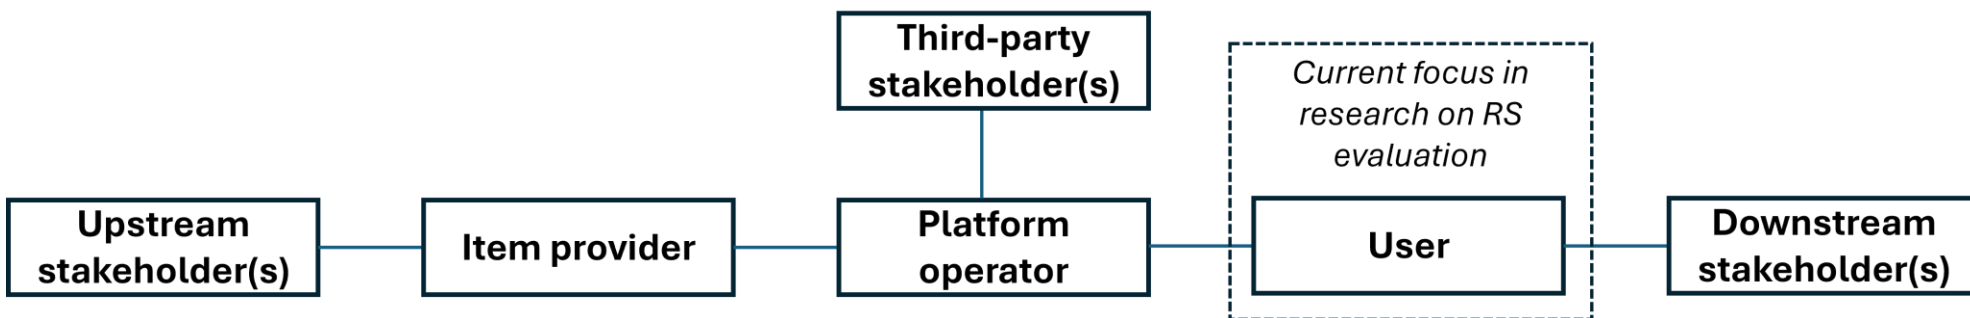 Third-party
stakeholder(s)
Current focus in
research on RS
evaluation
Upstream
stakeholder(s)
Item provider
Platform
operator
User
Downstream
stakeholder(s)